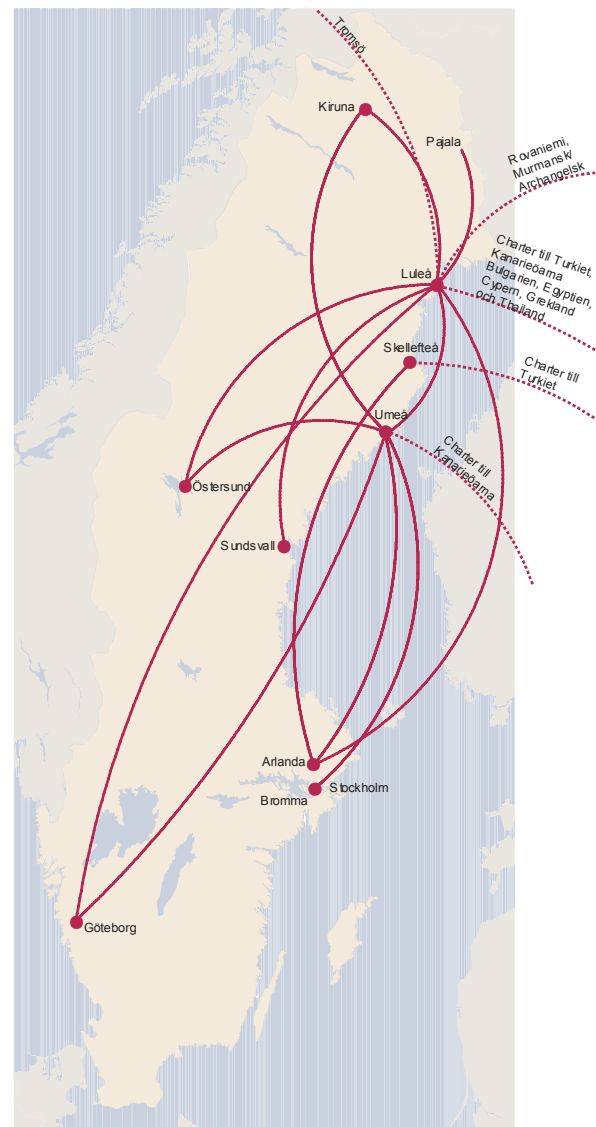 Tromsö
Kiruna
Pajala
Rovaniemi,
Murmansk/
Archangelsk
Luleå
Charter till Turkiet,
Kanarieöarna
Bulgarien, Egyptien,
Cypern, Grekland
och Thailand
Skellefteå
Charter till
Turkiet
Umeå
Charter till
Kanarieöarna
Östersund
Sundsvall
Arlanda
Stockholm
Bromma
Göteborg